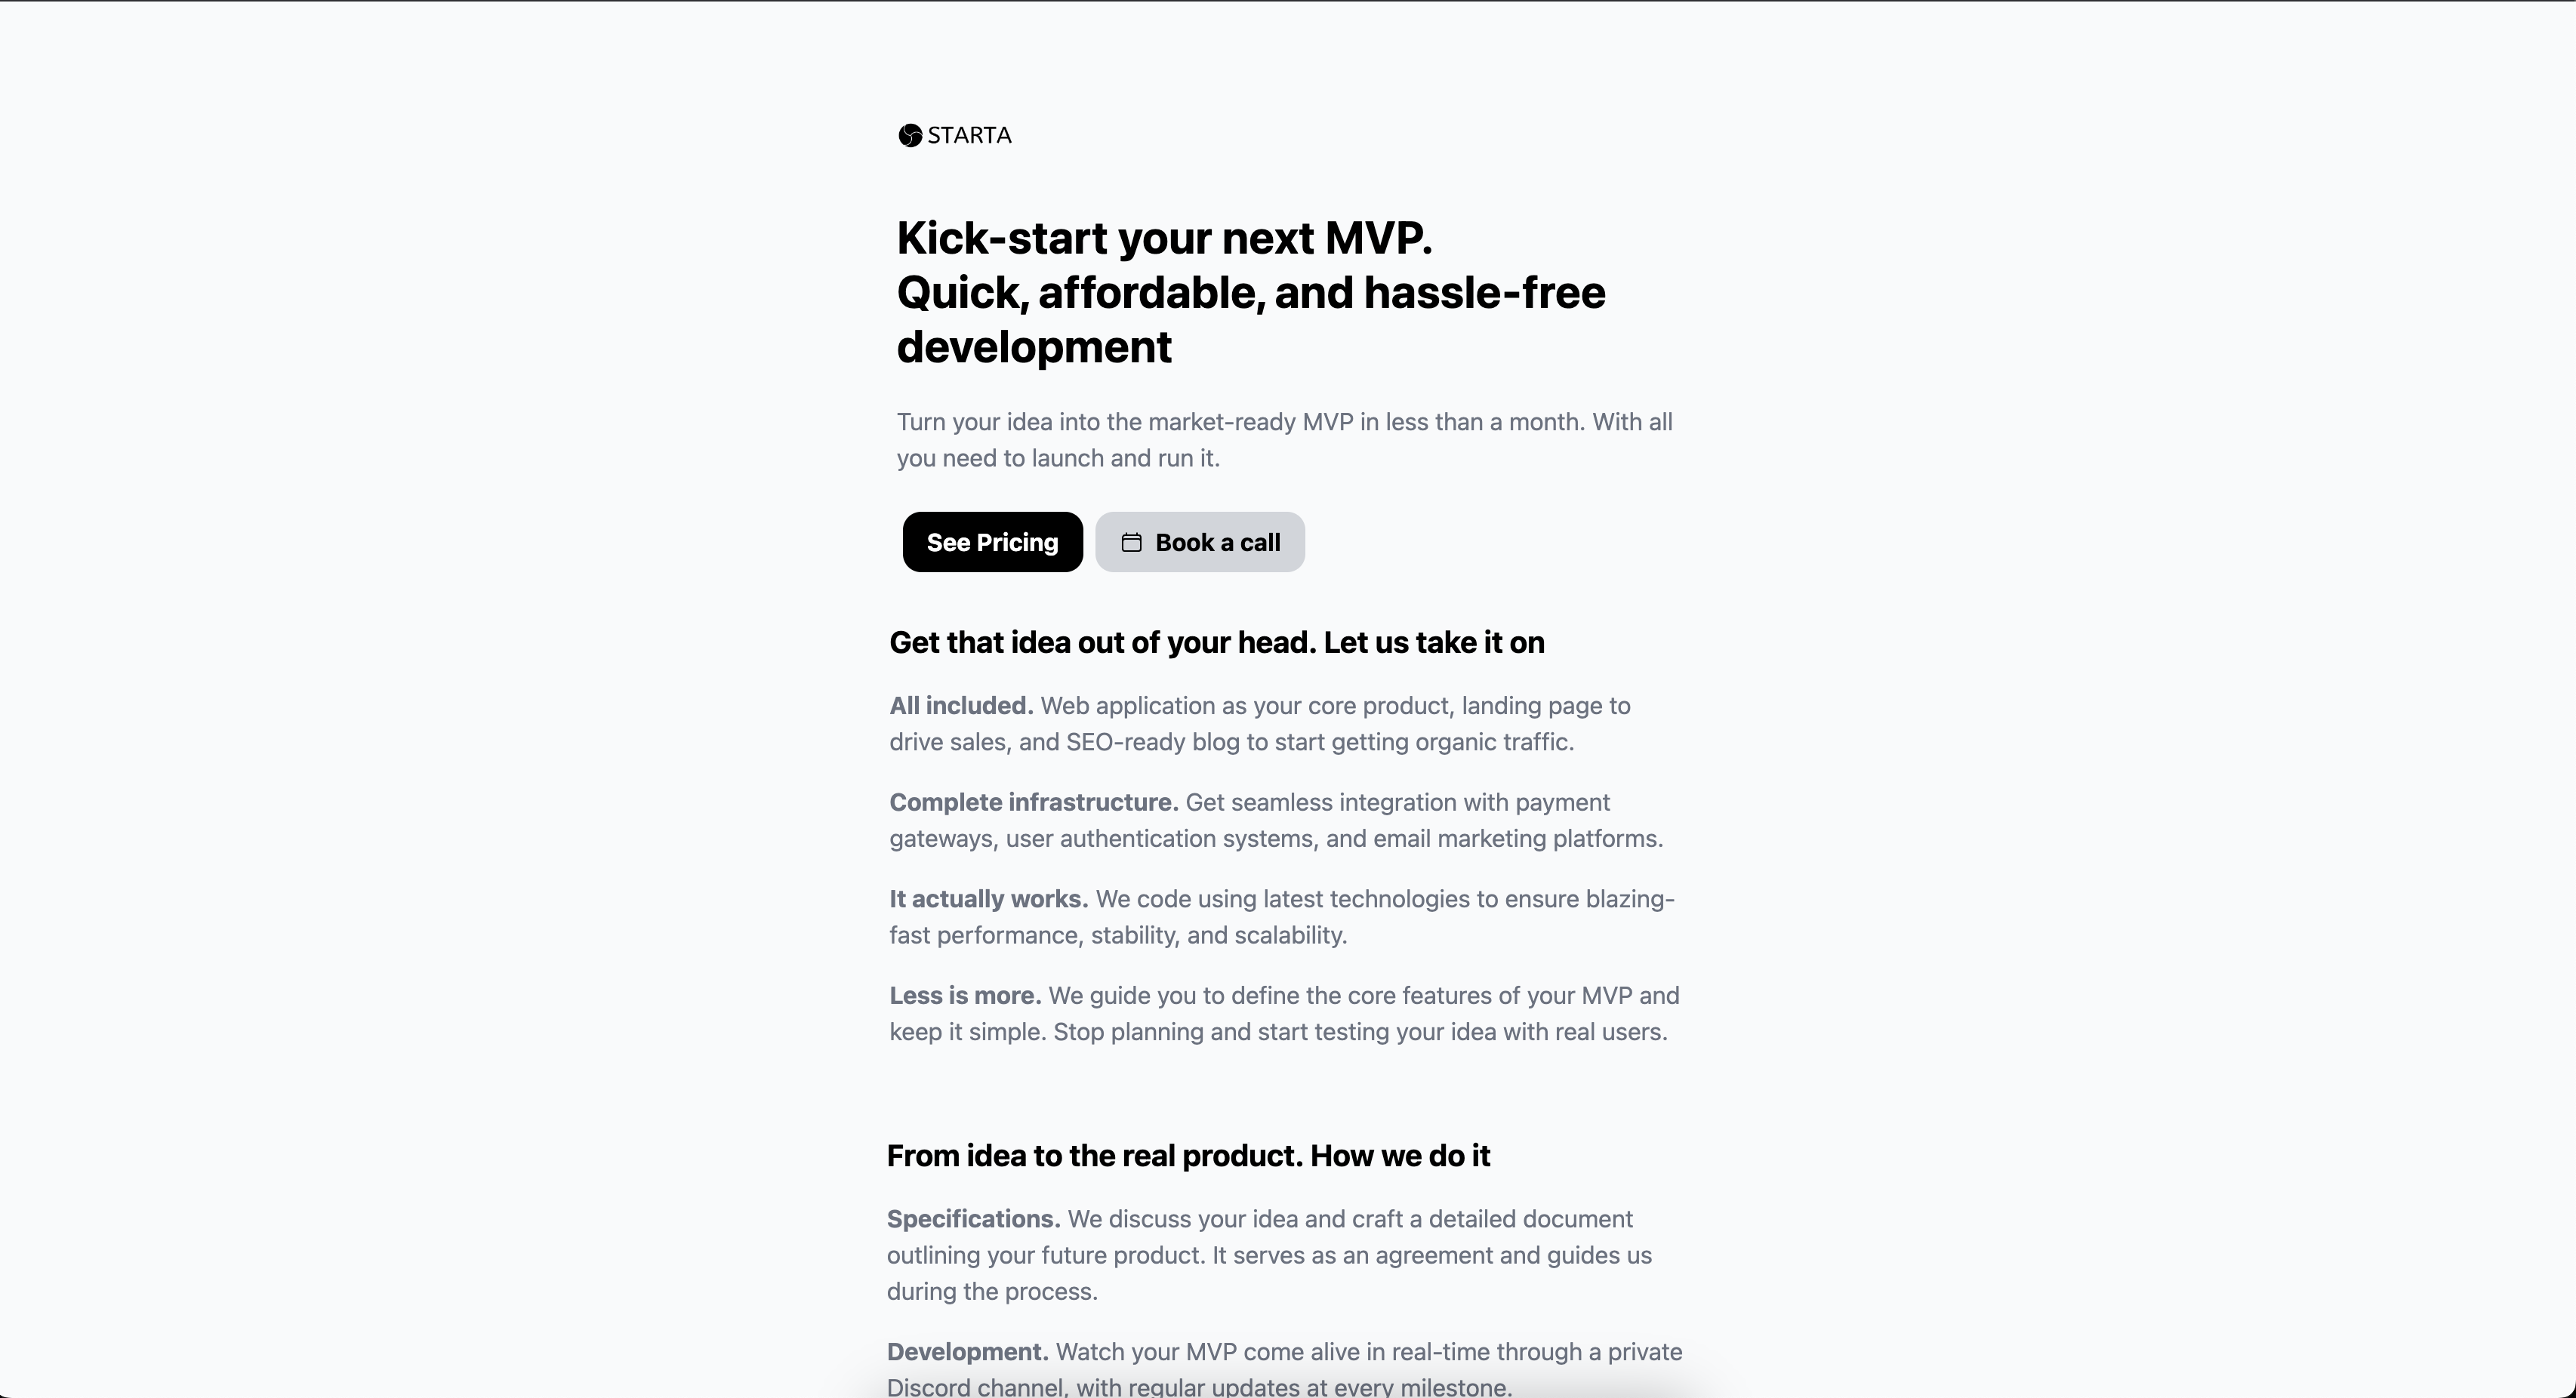 STARTA
Kick-start your next MVP.
Quick, affordable, and hassle-free
development
Turn your idea into the market-ready MVP in less than a month. With all
you need to launch and run it.
See Pricing
Book a call
Get that idea out of your head. Let us take it on
All included. Web application as your core product, landing page to
drive sales, and SEO-ready blog to start getting organic traffic.
Complete infrastructure. Get seamless integration with payment
gateways, user authentication systems, and email marketing platforms.
It actually works. We code using latest technologies to ensure blazing-
fast performance, stability, and scalability.
Less is more. We guide you to define the core features of your MVP and
keep it simple. Stop planning and start testing your idea with real users.
From idea to the real product. How we do it
Specifications. We discuss your idea and craft a detailed document
outlining your future product. It serves as an agreement and guides us
during the process.
Development. Watch your MVP come alive in real-time through a private
Discord channel, with regular updates at every milestone.